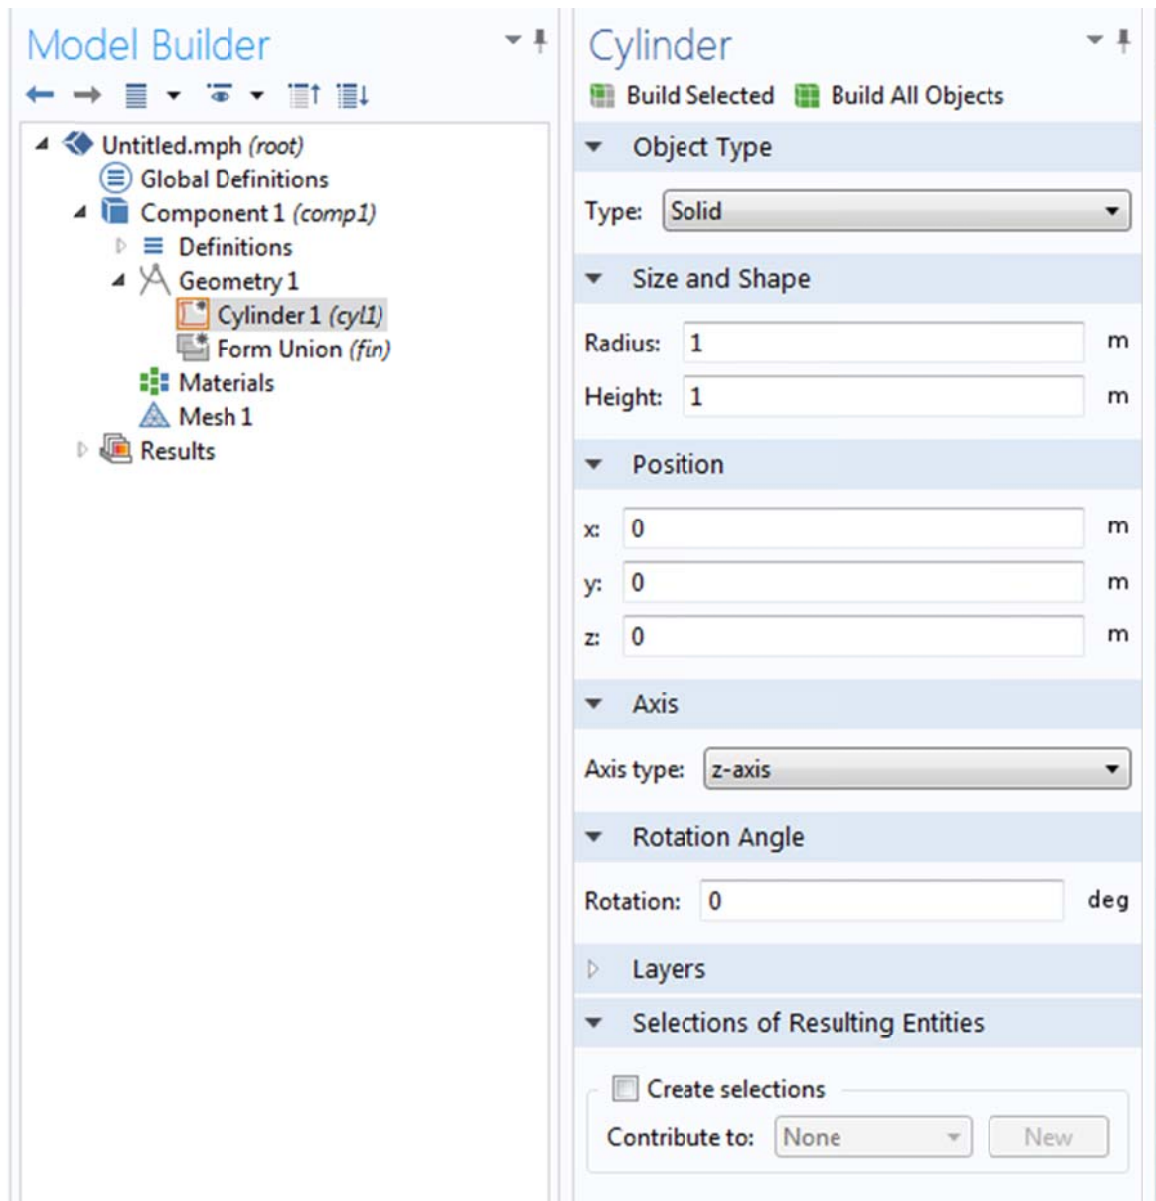 Model Builder
Untitled.mph (root)
Global Definitions
Component 1 (comp1)
Definitions
Geometry 1
Cylinder 1 (cyl1)
Form Union (fin)
Materials
Mesh 1
Results
Cylinder
Build Selected Build All Objects
Object Type
Type: Solid
Size and Shape
Radius: 1 m
Height: 1 m
Position
x: 0 m
y: 0 m
z: 0 m
Axis
Axis type: z-axis
Rotation Angle
Rotation: 0 deg
Layers
Selections of Resulting Entities
Create selections
Contribute to: None New